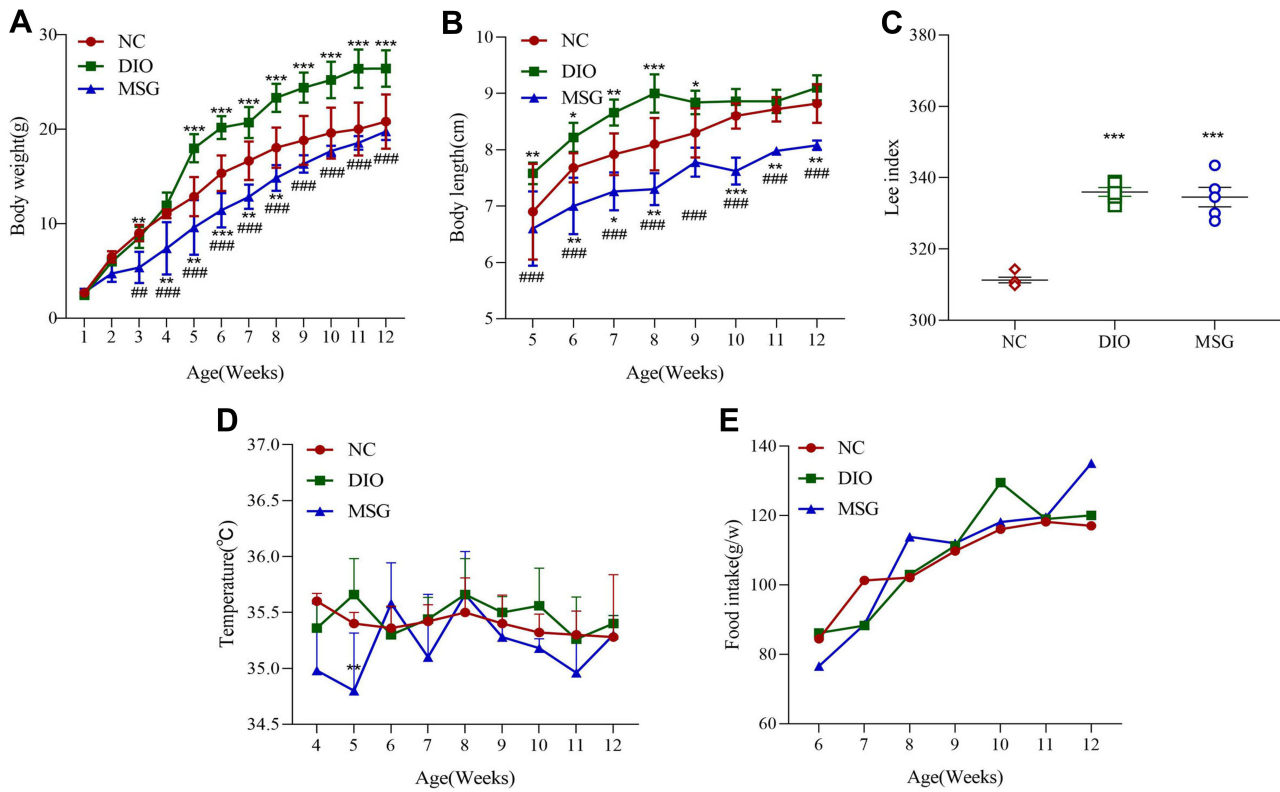 A
NC
DIO
MSG
Body weight(g)
30
20
10
0
*** *** *** *** *** *** *** ***
**
** ** *** ** **
## ### ### ### ### ### ### ### ### ###
1 2 3 4 5 6 7 8 9 10 11 12
Age(Weeks)
B
NC
DIO
MSG
Body length(cm)
10
9
8
7
6
5
** * ** *** *
** * ** *** ** **
### ### ### ### ### ### ### ###
5 6 7 8 9 10 11 12
Age(Weeks)
C
Lee index
380
360
340
320
300
*** ***
NC DIO MSG
D
NC
DIO
MSG
Temperature(℃)
37.0
36.5
36.0
35.5
35.0
34.5
**
4 5 6 7 8 9 10 11 12
Age(Weeks)
E
NC
DIO
MSG
Food intake(g/w)
140
120
100
80
60
6 7 8 9 10 11 12
Age(Weeks)